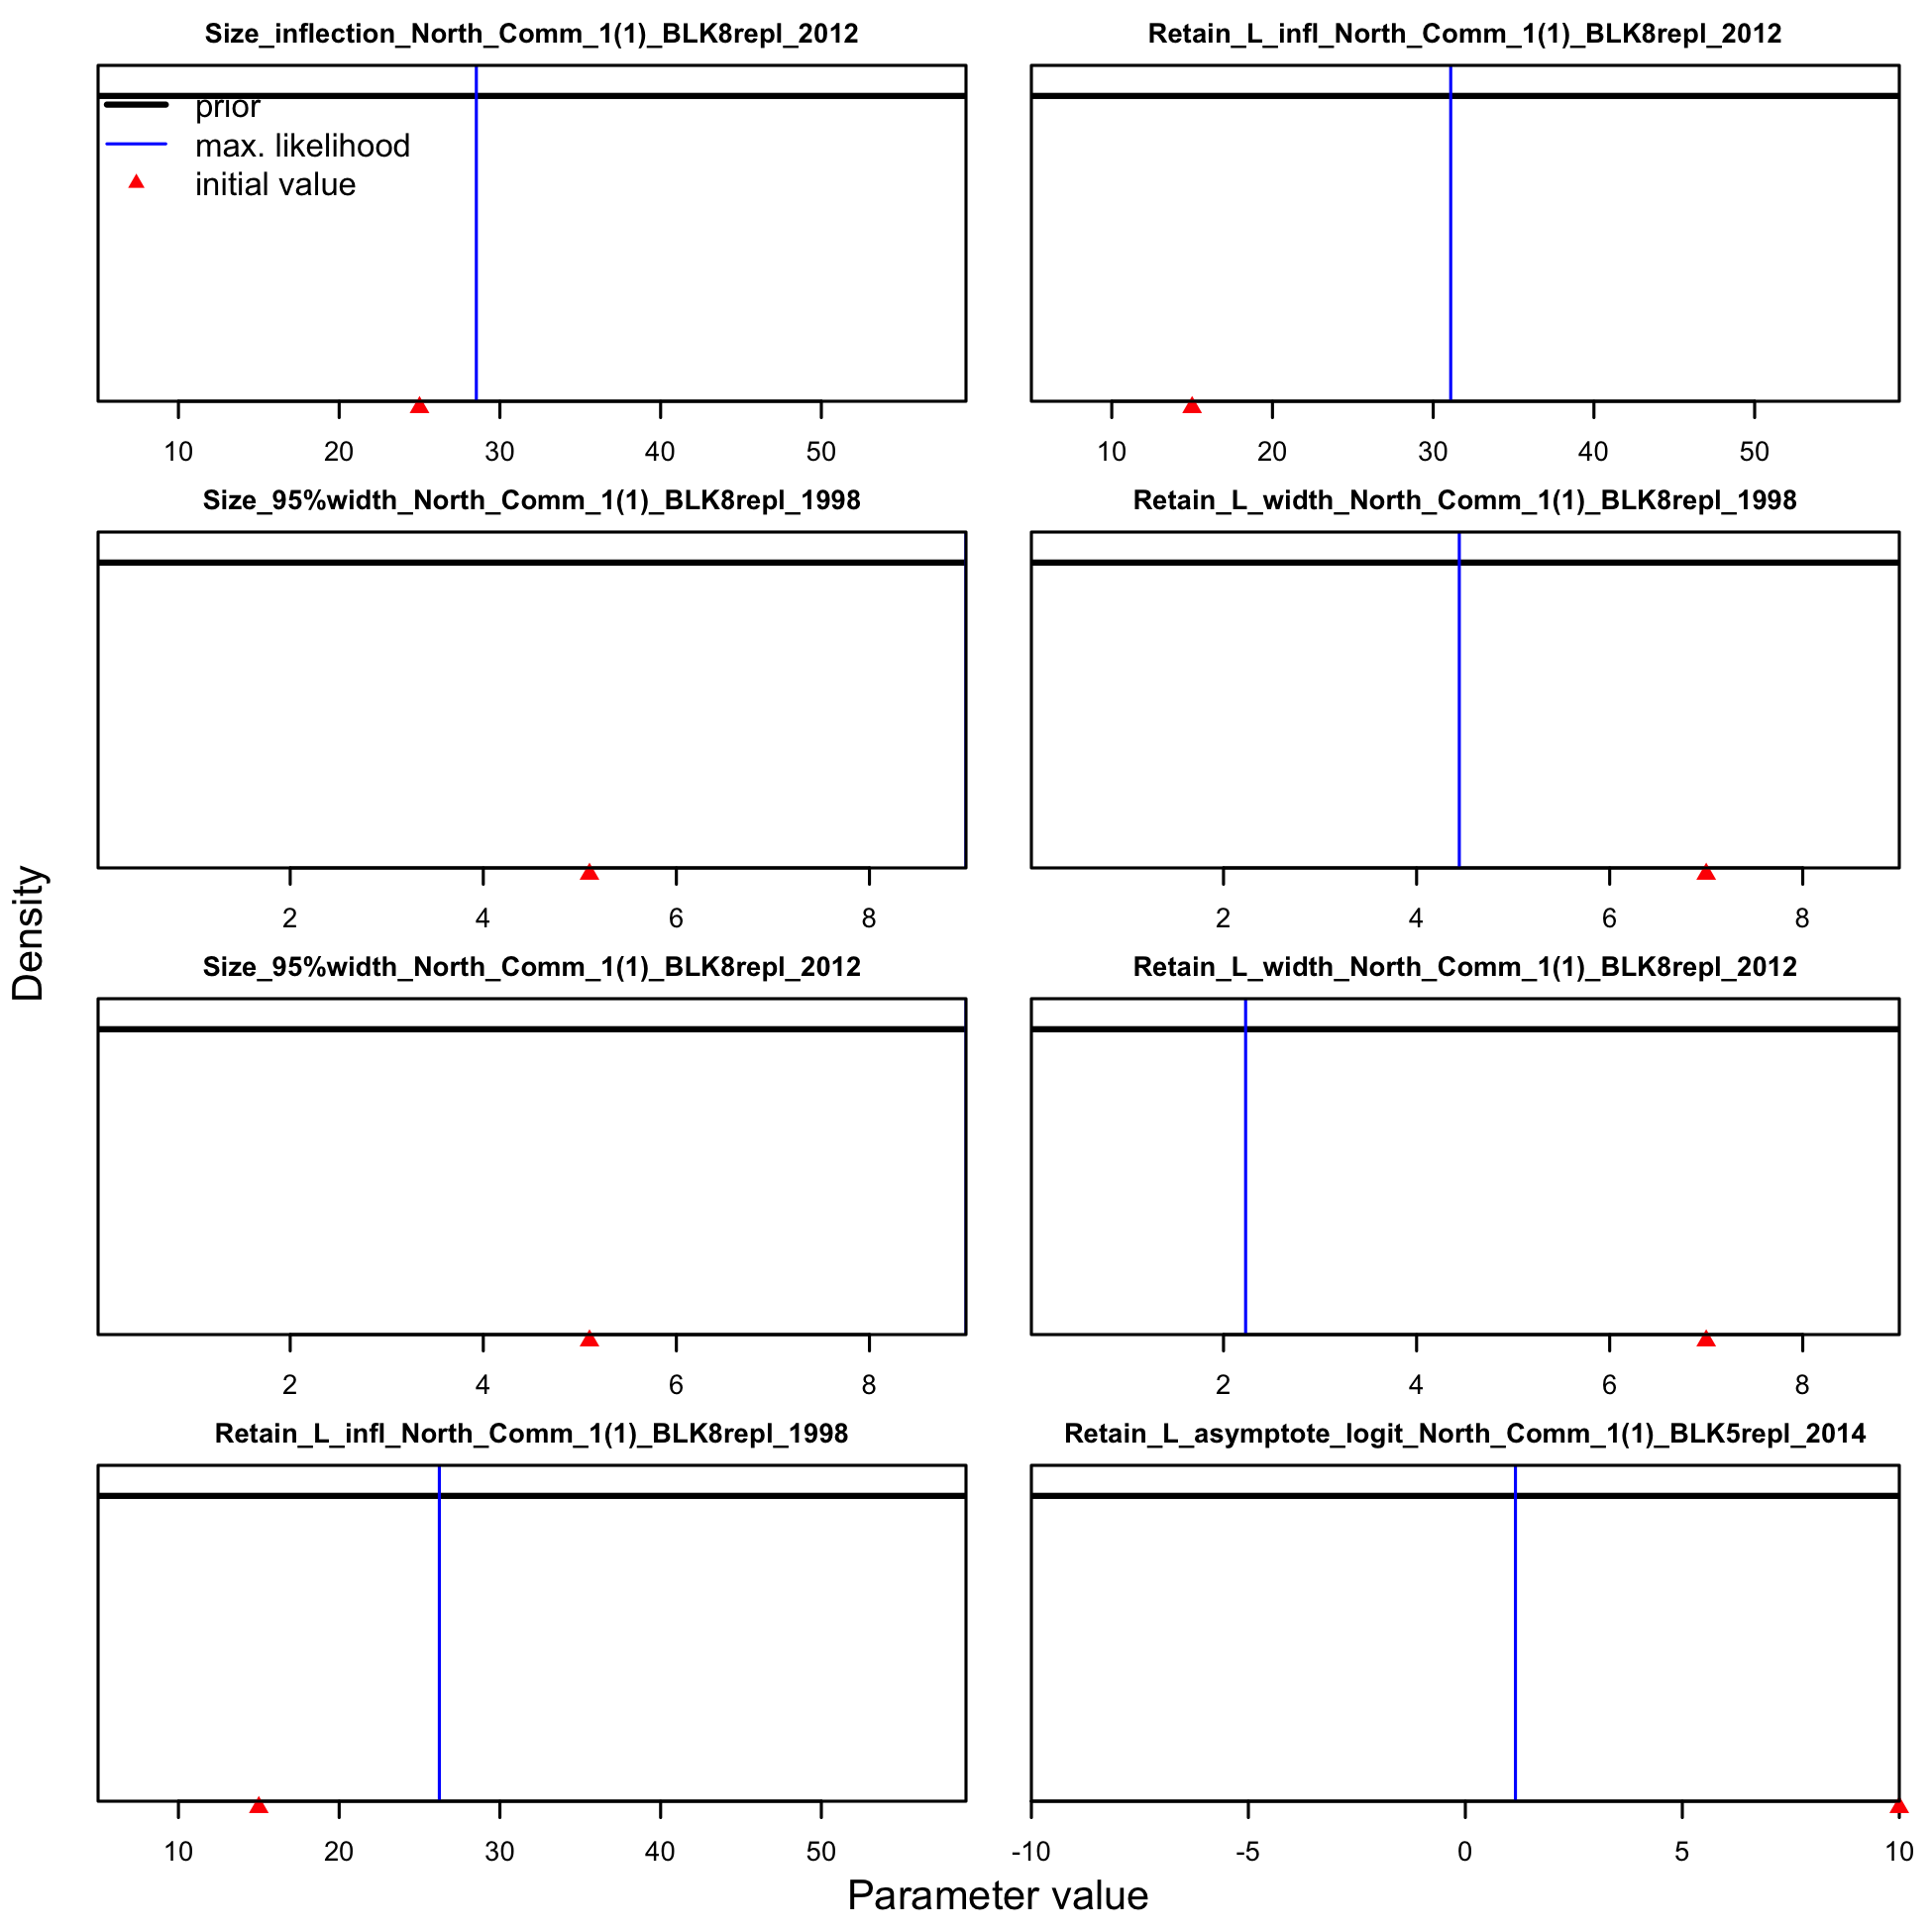 Size_inflection_North_Comm_1(1)_BLK8repl_2012
prior
max. likelihood
initial value
10 20 30 40 50
Retain_L_infl_North_Comm_1(1)_BLK8repl_2012
10 20 30 40 50
Size_95%width_North_Comm_1(1)_BLK8repl_1998
2 4 6 8
Retain_L_width_North_Comm_1(1)_BLK8repl_1998
2 4 6 8
Size_95%width_North_Comm_1(1)_BLK8repl_2012
2 4 6 8
Retain_L_width_North_Comm_1(1)_BLK8repl_2012
2 4 6 8
Retain_L_infl_North_Comm_1(1)_BLK8repl_1998
10 20 30 40 50
Retain_L_asymptote_logit_North_Comm_1(1)_BLK5repl_2014
-10 -5 0 5 10
Density
Parameter value